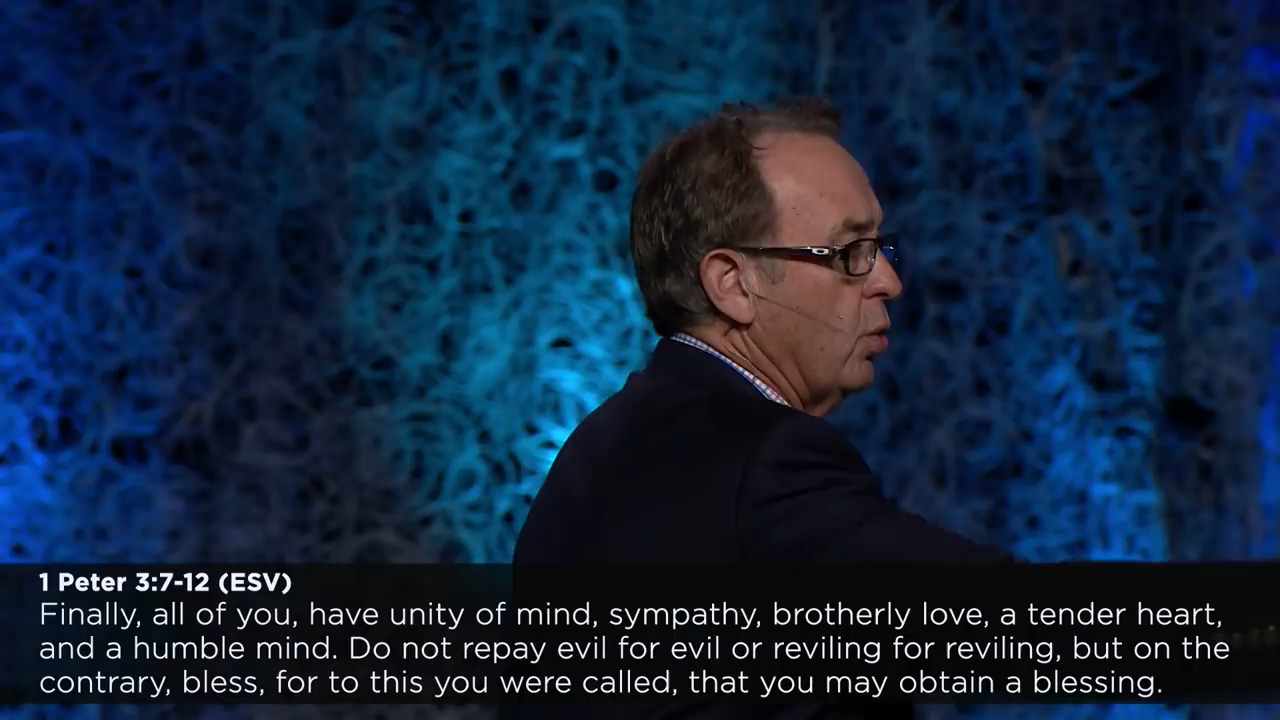 1 Peter 3:7-12 (ESV)
Finally, all of you, have unity of mind, sympathy, brotherly love, a tender heart,
and a humble mind. Do not repay evil for evil or reviling for reviling, but on the
contrary, bless, for to this you were called, that you may obtain a blessing.